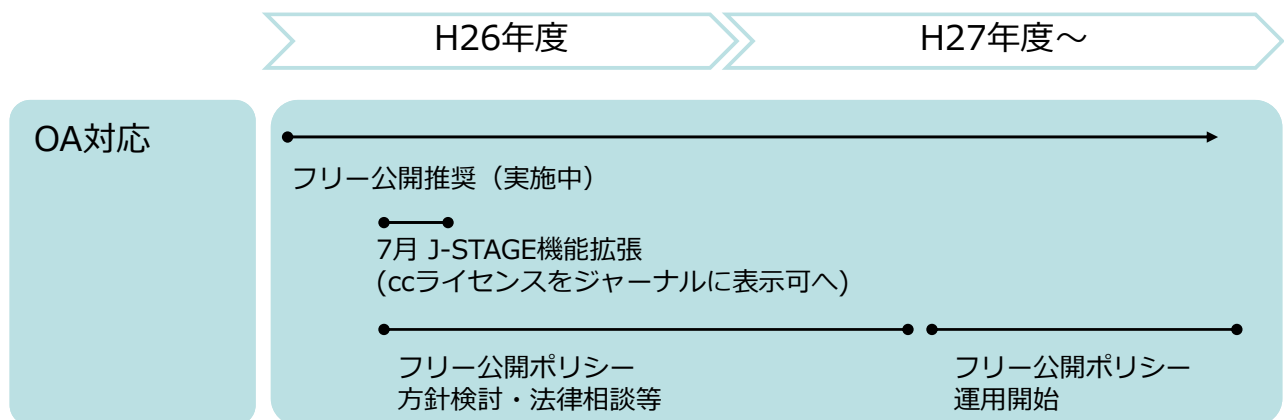 H26年度
H27年度～
OA対応
フリー公開推奨（実施中）
7月 J-STAGE機能拡張
(ccライセンスをジャーナルに表示可へ)
フリー公開ポリシー
方針検討・法律相談等
フリー公開ポリシー
運用開始